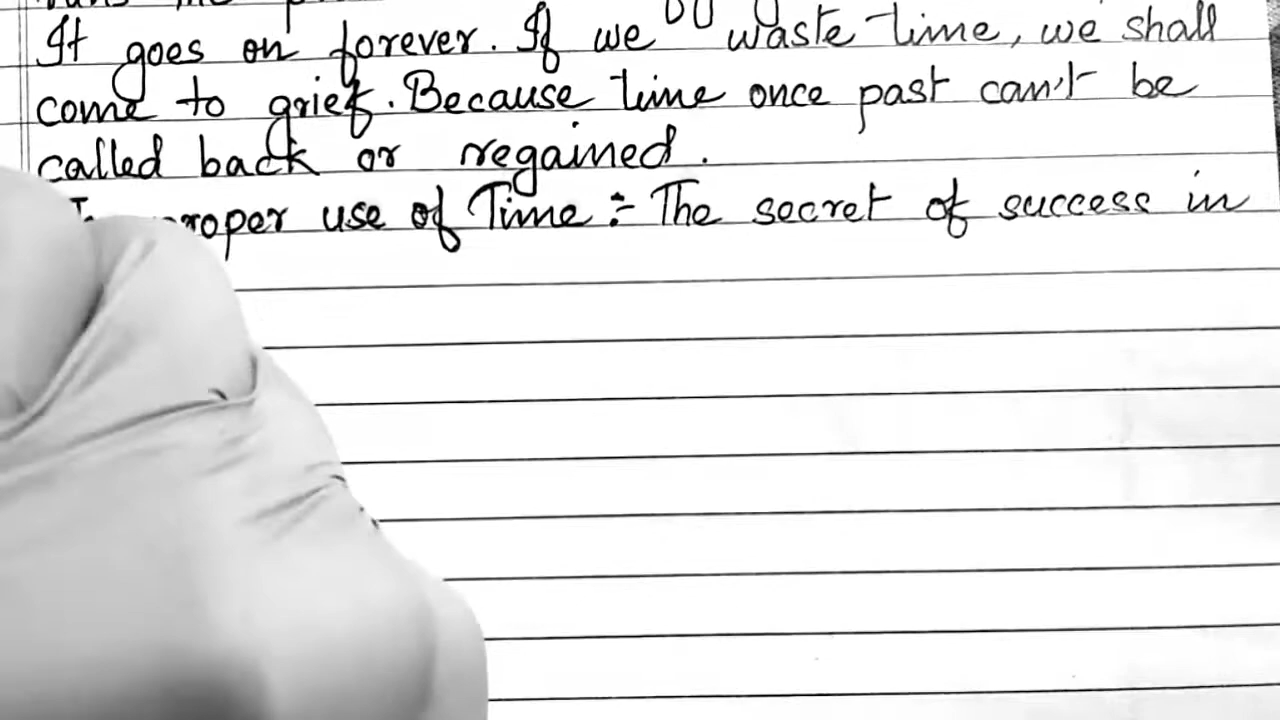 It goes on forever. If we waste time, we shall
come to grief. Because time once past can't be
called back or regained.
use of Time :- The secret of success in